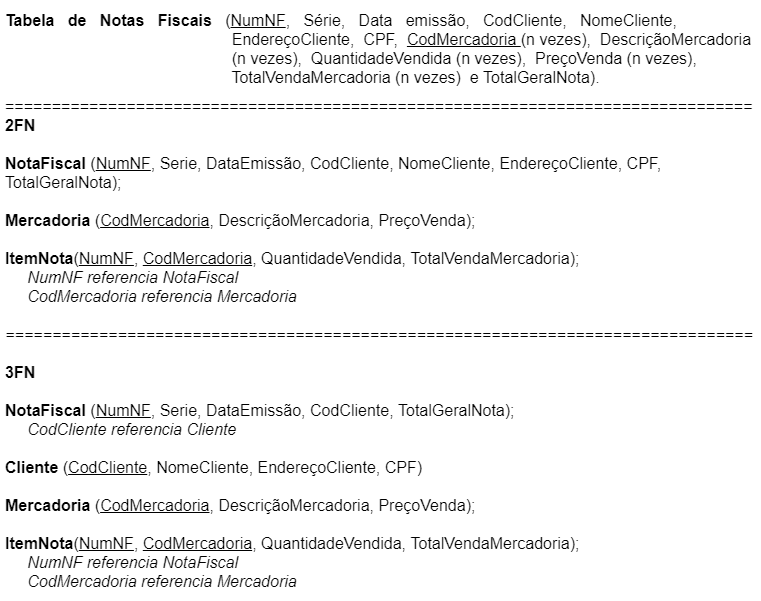 Tabela de Notas Fiscais (NumNF, Série, Data emissão, CodCliente, NomeCliente,
EndereçoCliente, CPF, CodMercadoria (n vezes), DescriçãoMercadoria
(n vezes), QuantidadeVendida (n vezes), PreçoVenda (n vezes),
TotalVendaMercadoria (n vezes) e TotalGeralNota).
================================================================================
2FN
NotaFiscal (NumNF, Serie, DataEmissão, CodCliente, NomeCliente, EndereçoCliente, CPF,
TotalGeralNota);
Mercadoria (CodMercadoria, DescriçãoMercadoria, PreçoVenda);
ItemNota(NumNF, CodMercadoria, QuantidadeVendida, TotalVendaMercadoria);
NumNF referencia NotaFiscal
CodMercadoria referencia Mercadoria
================================================================================
3FN
NotaFiscal (NumNF, Serie, DataEmissão, CodCliente, TotalGeralNota);
CodCliente referencia Cliente
Cliente (CodCliente, NomeCliente, EndereçoCliente, CPF)
Mercadoria (CodMercadoria, DescriçãoMercadoria, PreçoVenda);
ItemNota(NumNF, CodMercadoria, QuantidadeVendida, TotalVendaMercadoria);
NumNF referencia NotaFiscal
CodMercadoria referencia Mercadoria